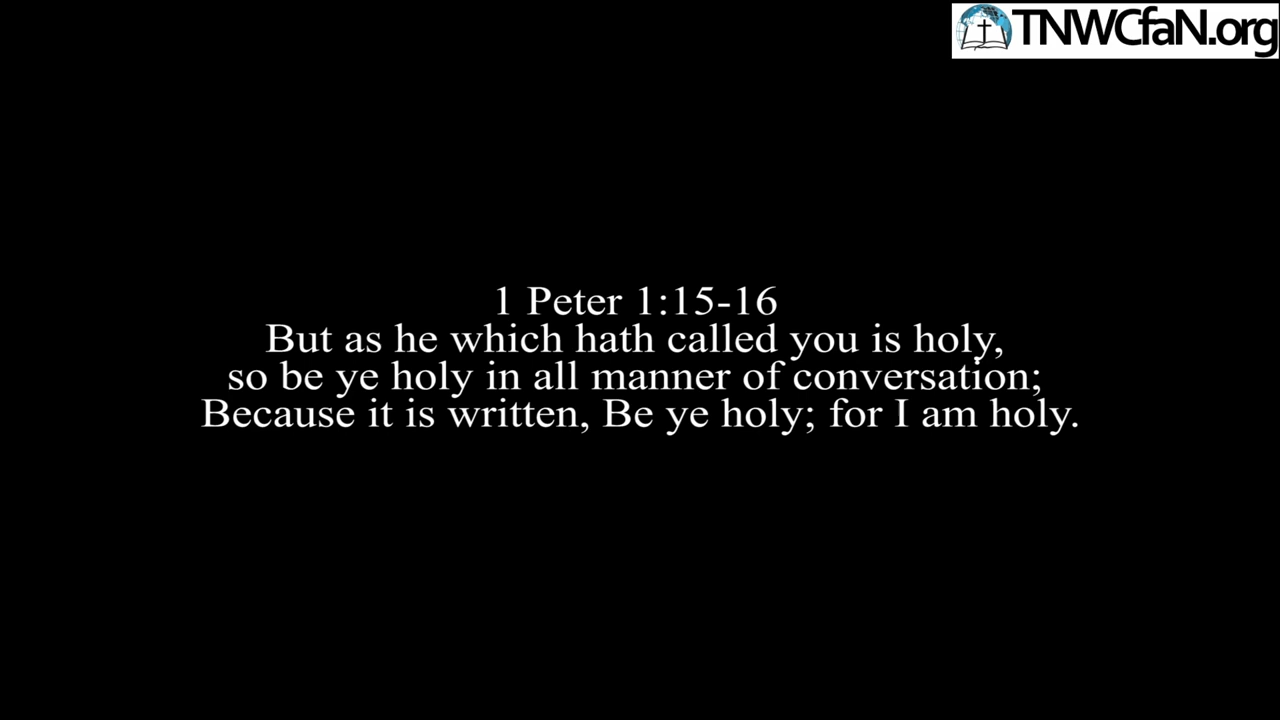 TNWCfaN.org
1 Peter 1:15-16
But as he which hath called you is holy,
so be ye holy in all manner of conversation;
Because it is written, Be ye holy; for I am holy.